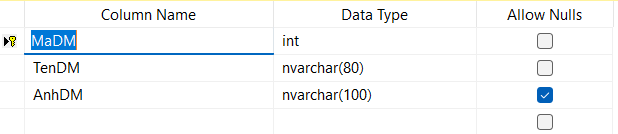 Column Name Data Type Allow Nulls
MaDM int
TenDM nvarchar(80)
AnhDM nvarchar(100)